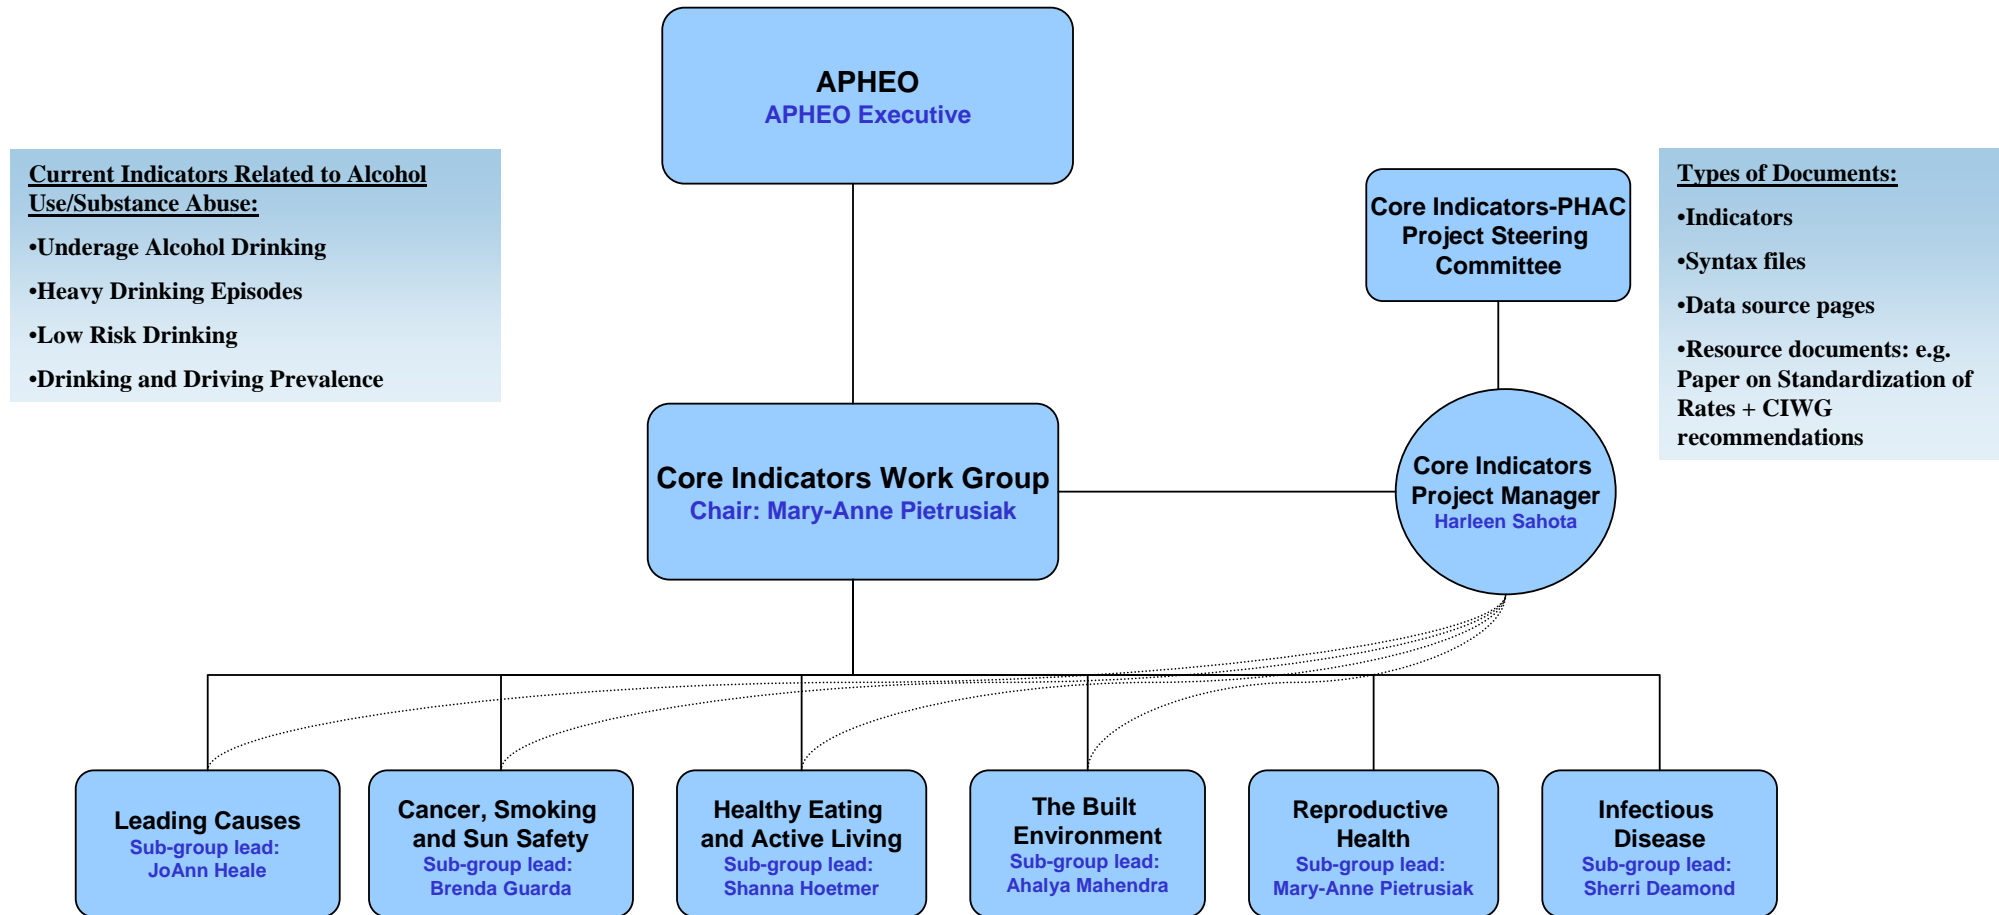 APHEO
APHEO Executive
Current Indicators Related to Alcohol
Use/Substance Abuse:
•Underage Alcohol Drinking
•Heavy Drinking Episodes
•Low Risk Drinking
•Drinking and Driving Prevalence
Core Indicators-PHAC
Project Steering
Committee
Types of Documents:
•Indicators
•Syntax files
•Data source pages
•Resource documents: e.g.
Paper on Standardization of
Rates + CIWG
recommendations
Core Indicators Work Group
Chair: Mary-Anne Pietrusiak
Core Indicators
Project Manager
Harleen Sahota
Leading Causes
Sub-group lead:
JoAnn Heale
Cancer, Smoking
and Sun Safety
Sub-group lead:
Brenda Guarda
Healthy Eating
and Active Living
Sub-group lead:
Shanna Hoetmer
The Built
Environment
Sub-group lead:
Ahalya Mahendra
Reproductive
Health
Sub-group lead:
Mary-Anne Pietrusiak
Infectious
Disease
Sub-group lead:
Sherri Deamond